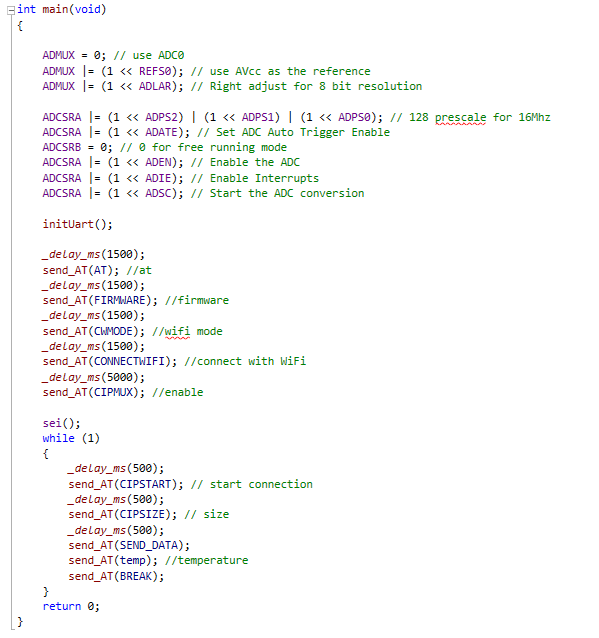 int main(void)
{
ADMUX = 0; // use ADC0
ADMUX |= (1 << REFS0); // use AVcc as the reference
ADMUX |= (1 << ADLAR); // Right adjust for 8 bit resolution
ADCSRA |= (1 << ADPS2) | (1 << ADPS1) | (1 << ADPS0); // 128 prescale for 16Mhz
ADCSRA |= (1 << ADATE); // Set ADC Auto Trigger Enable
ADCSRB = 0; // 0 for free running mode
ADCSRA |= (1 << ADEN); // Enable the ADC
ADCSRA |= (1 << ADIE); // Enable Interrupts
ADCSRA |= (1 << ADSC); // Start the ADC conversion
initUart();
_delay_ms(1500);
send_AT(AT); //at
_delay_ms(1500);
send_AT(FIRMWARE); //firmware
_delay_ms(1500);
send_AT(CWMODE); //wifi mode
_delay_ms(1500);
send_AT(CONNECTWIFI); //connect with WiFi
_delay_ms(5000);
send_AT(CIPMUX); //enable
sei();
while (1)
{
_delay_ms(500);
send_AT(CIPSTART); // start connection
_delay_ms(500);
send_AT(CIPSIZE); // size
_delay_ms(500);
send_AT(SEND_DATA);
send_AT(temp); //temperature
send_AT(BREAK);
}
return 0;
}